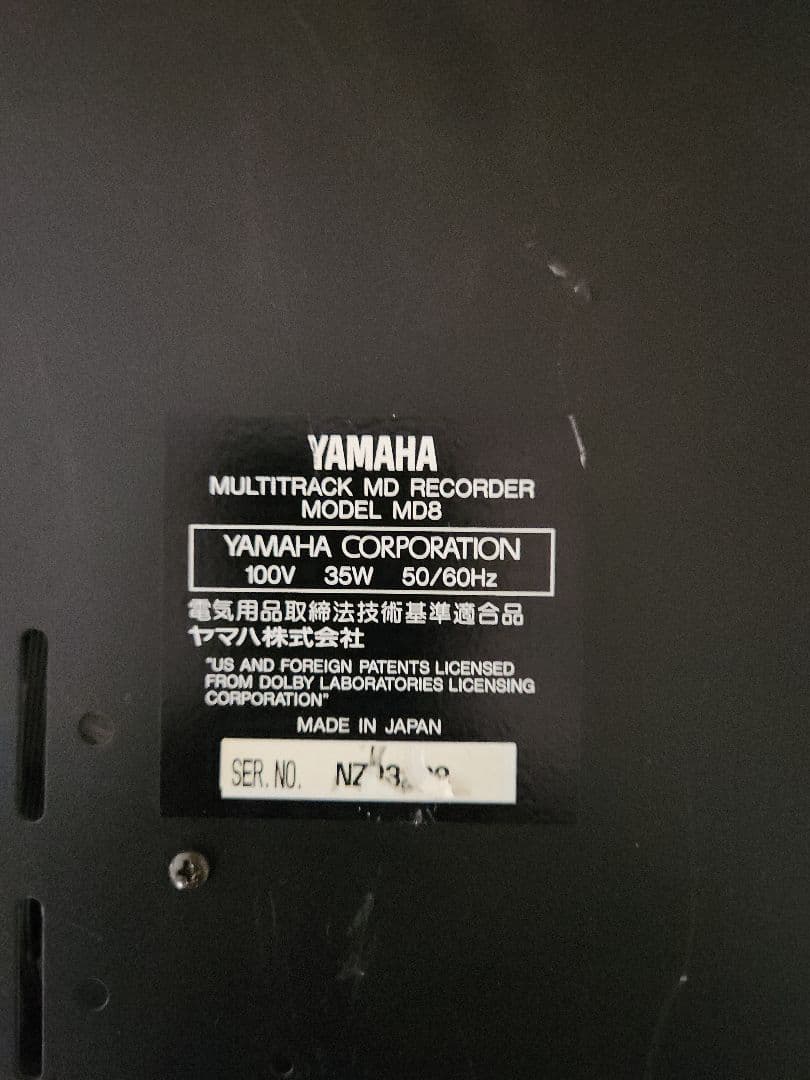 YAMAHA
MULTITRACK MD RECORDER
MODEL MD8
YAMAHA CORPORATION
100V 35W 50/60Hz
電気用品取締法技術基準適合品
ヤマハ株式会社
"US AND FOREIGN PATENTS LICENSED
FROM DOLBY LABORATORIES LICENSING
CORPORATION"
MADE IN JAPAN
SER. NO.